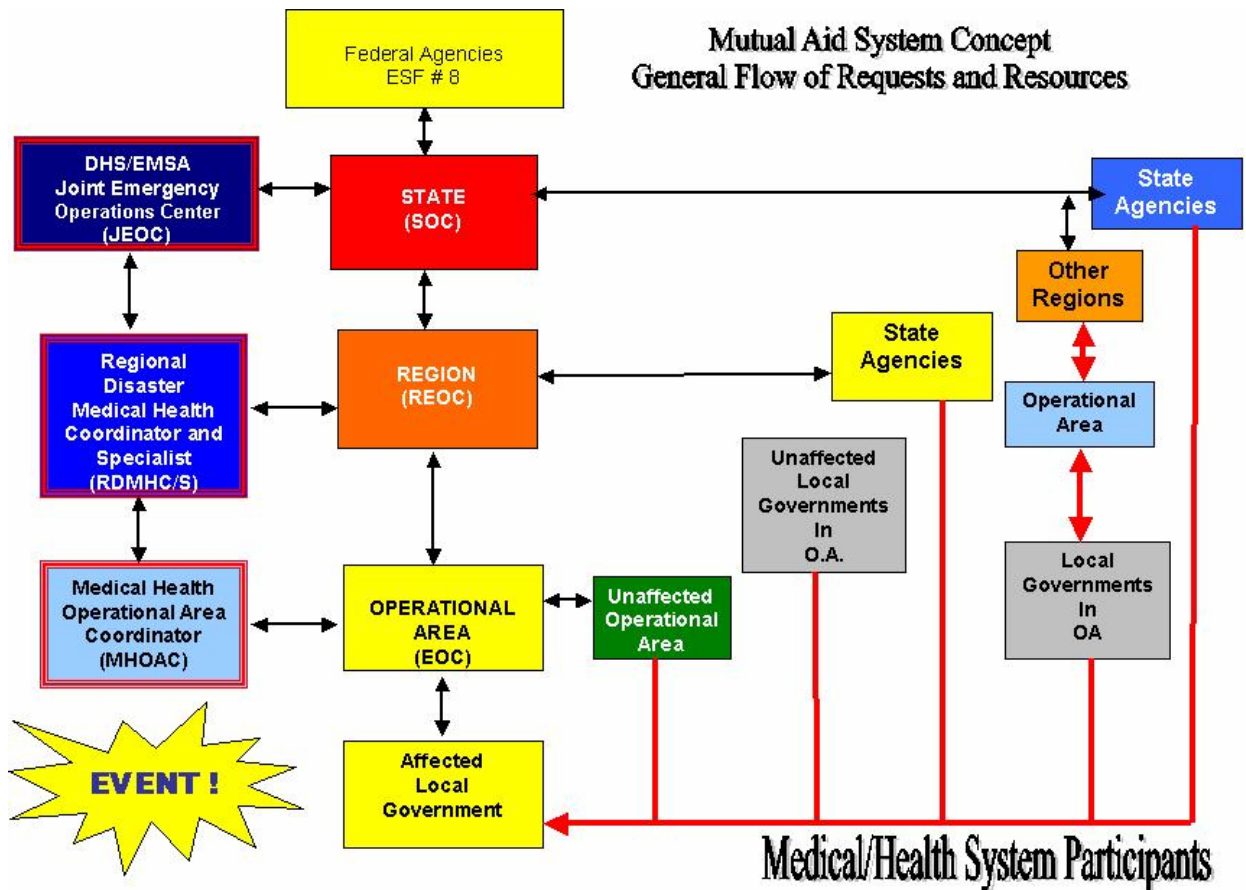 Mutual Aid System Concept
General Flow of Requests and Resources
Federal Agencies
ESF # 8
DHS/EMSA
Joint Emergency
Operations Center
(JEOC)
STATE
(SOC)
State
Agencies
Other
Regions
Regional
Disaster
Medical Health
Coordinator and
Specialist
(RDMHC/S)
REGION
(REOC)
State
Agencies
Operational
Area
Unaffected
Local
Governments
In
O.A.
Local
Governments
In
OA
Medical Health
Operational Area
Coordinator
(MHOAC)
OPERATIONAL
AREA
(EOC)
Unaffected
Operational
Area
EVENT !
Affected
Local
Government
Medical/Health System Participants